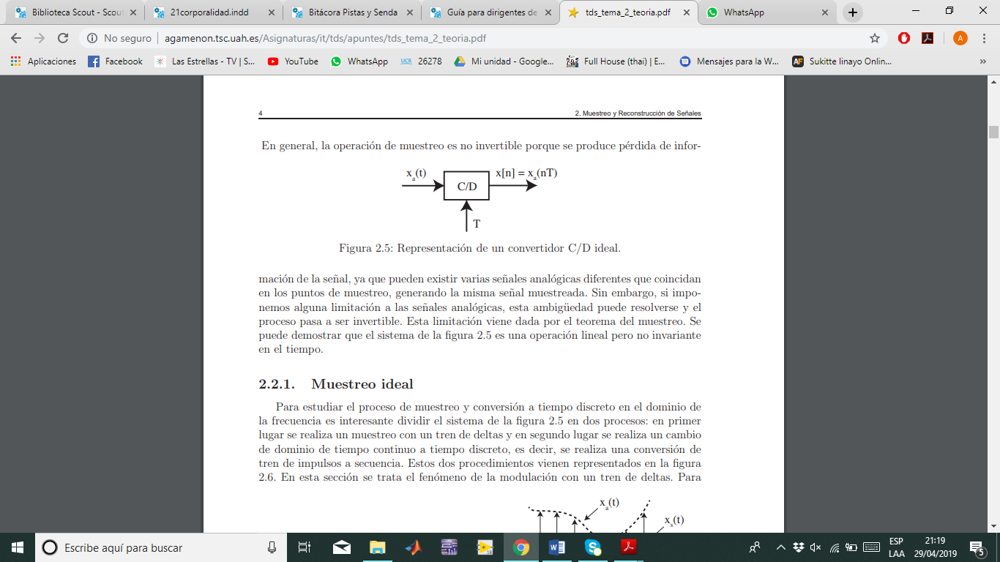 Biblioteca Scout - Scout
21corporalidad.indd
Bitácora Pistas y Senda
Guía para dirigentes de
tds_tema_2_teoria.pdf
WhatsApp
No seguro | agamenon.tsc.uah.es/Asignaturas/it/tds/apuntes/tds_tema_2_teoria.pdf
A
Aplicaciones
Facebook
Las Estrellas - TV | S...
YouTube
WhatsApp
UCR 26278
Mi unidad - Google...
Full House (thai) | E...
Mensajes para la W...
AF Sukitte Iinayo Onlin...
»
4 2. Muestreo y Reconstrucción de Señales
En general, la operación de muestreo es no invertible porque se produce pérdida de infor-
xa(t) x[n] = xa(nT)
C/D
T
Figura 2.5: Representación de un convertidor C/D ideal.
mación de la señal, ya que pueden existir varias señales analógicas diferentes que coincidan
en los puntos de muestreo, generando la misma señal muestreada. Sin embargo, si impo-
nemos alguna limitación a las señales analógicas, esta ambigüedad puede resolverse y el
proceso pasa a ser invertible. Esta limitación viene dada por el teorema del muestreo. Se
puede demostrar que el sistema de la figura 2.5 es una operación lineal pero no invariante
en el tiempo.
2.2.1. Muestreo ideal
Para estudiar el proceso de muestreo y conversión a tiempo discreto en el dominio de
la frecuencia es interesante dividir el sistema de la figura 2.5 en dos procesos: en primer
lugar se realiza un muestreo con un tren de deltas y en segundo lugar se realiza un cambio
de dominio de tiempo continuo a tiempo discreto, es decir, se realiza una conversión de
tren de impulsos a secuencia. Estos dos procedimientos vienen representados en la figura
2.6. En esta sección se trata el fenómeno de la modulación con un tren de deltas. Para
xa(t)
xs(t)
Escribe aquí para buscar
ESP
LAA
21:19
29/04/2019
5